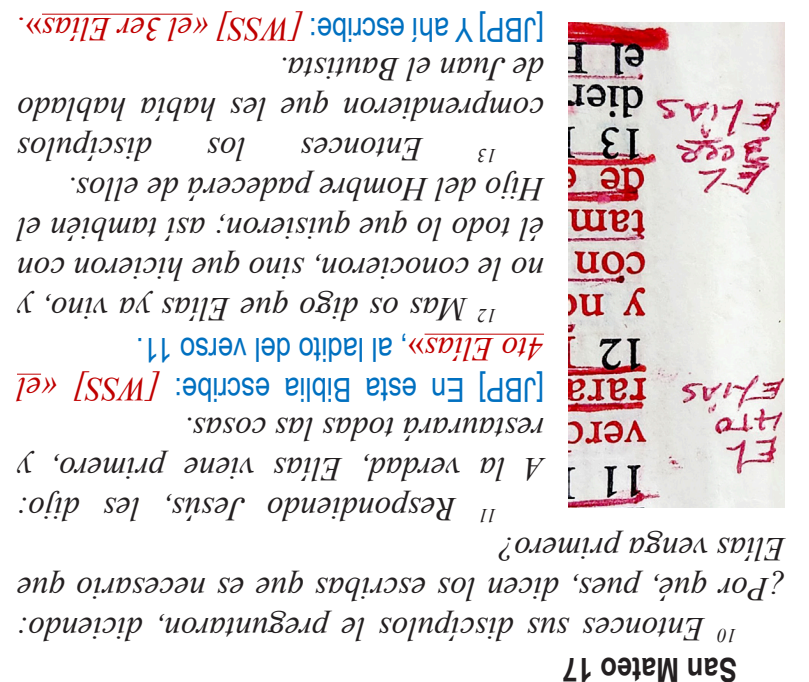 San Mateo 17
10 Entonces sus discípulos le preguntaron, diciendo:
¿Por qué, pues, dicen los escribas que es necesario que
Elías venga primero?
11 Respondiendo Jesús, les dijo:
A la verdad, Elías viene primero, y
restaurará todas las cosas.
[JBP] En esta Biblia escribe: [WSS] «el
4to Elías», al ladito del verso 11.
12 Mas os digo que Elías ya vino, y
no le conocieron, sino que hicieron con
él todo lo que quisieron; así también el
Hijo del Hombre padecerá de ellos.
13 Entonces los discípulos
comprendieron que les había hablado
de Juan el Bautista.
[JBP] Y ahí escribe: [WSS] «el 3er Elías».
EL
4TO
ELÍAS
11
verd
rara
12
y no
con
tam
de e
13
dier
el
EL
3CER
ELÍAS